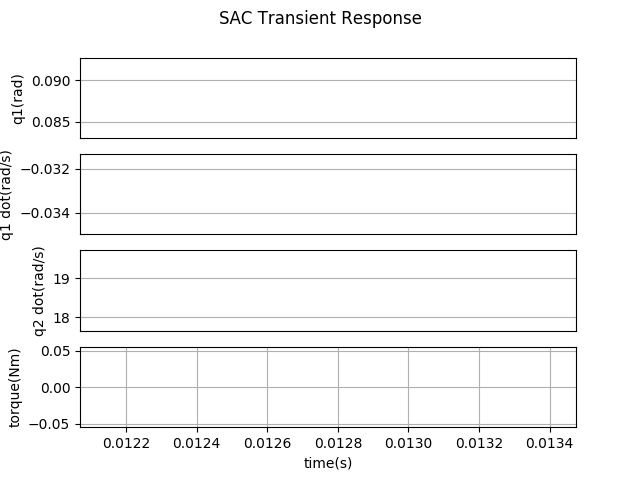 SAC Transient Response
q1(rad)
0.090
0.085
q1 dot(rad/s)
−0.032
−0.034
q2 dot(rad/s)
19
18
torque(Nm)
0.05
0.00
−0.05
0.0122 0.0124 0.0126 0.0128 0.0130 0.0132 0.0134
time(s)